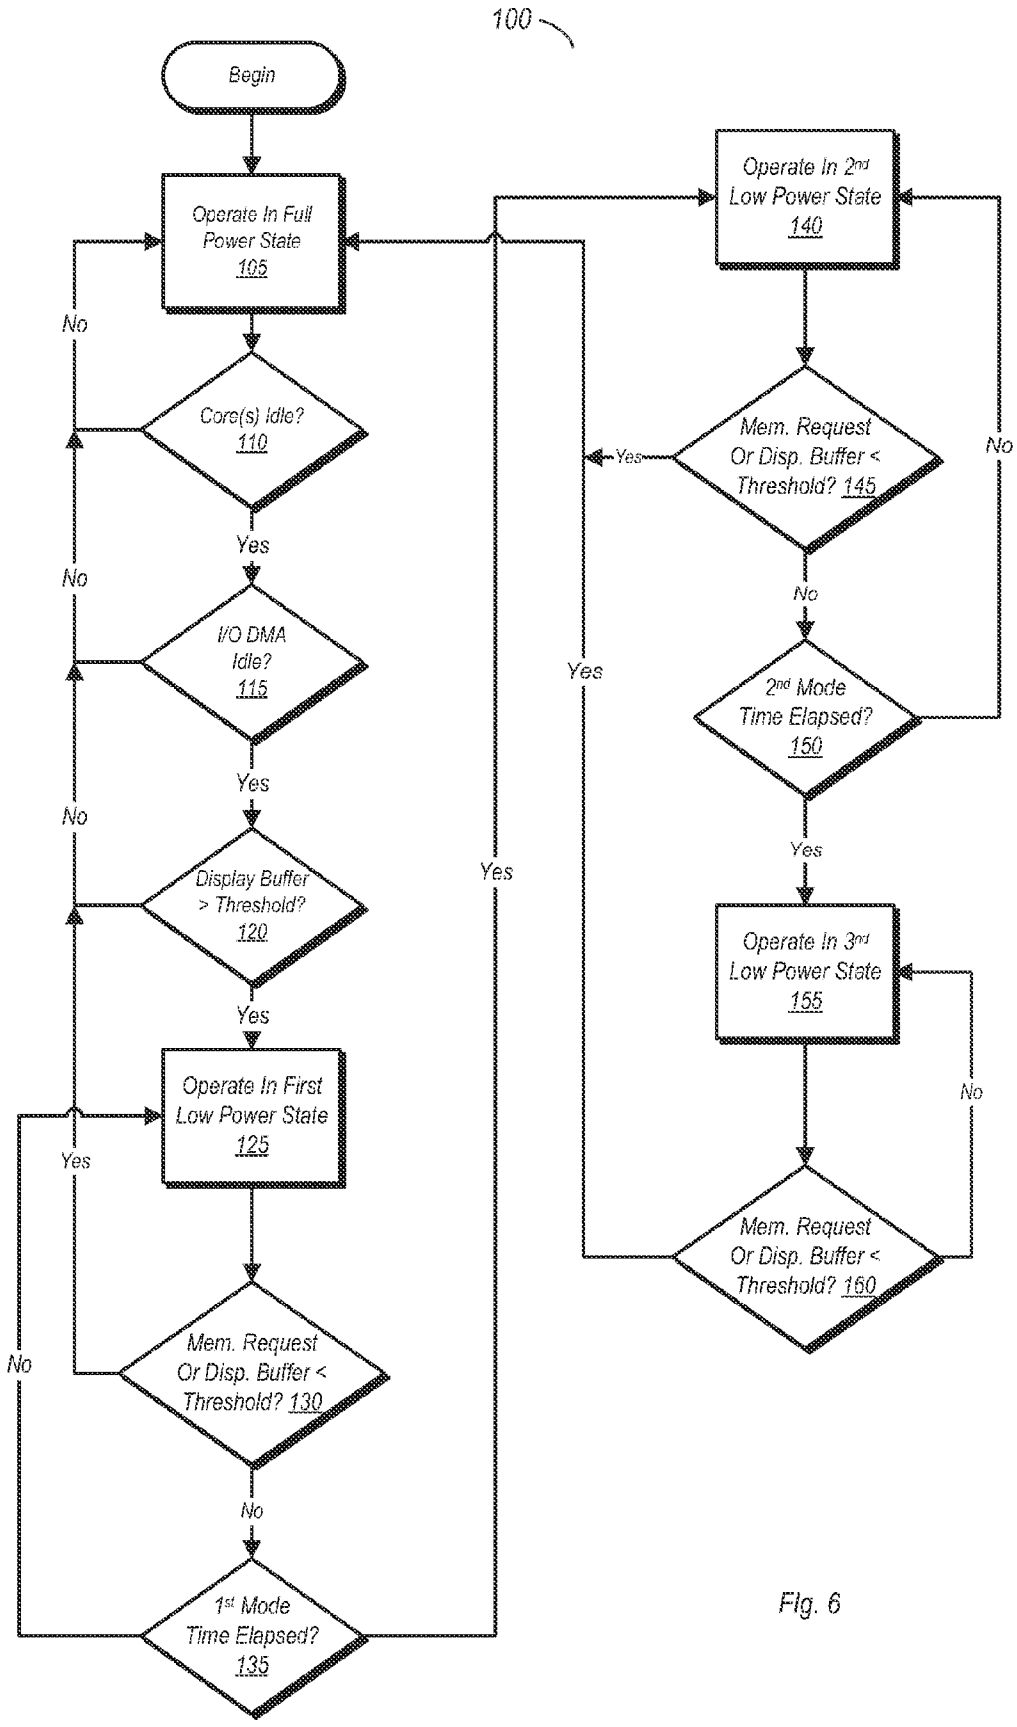 100
Begin
Operate In Full
Power State
105
No
Core(s) Idle?
110
Yes
No
I/O DMA
Idle?
115
Yes
No
Display Buffer
> Threshold?
120
Yes
Operate In First
Low Power State
125
Yes
Mem. Request
Or Disp. Buffer <
Threshold? 130
No
No
1st Mode
Time Elapsed?
135
Yes
Operate In 2nd
Low Power State
140
Mem. Request
Or Disp. Buffer <
Threshold? 145
Yes
No
No
2nd Mode
Time Elapsed?
150
Yes
Yes
Operate In 3nd
Low Power State
155
No
Mem. Request
Or Disp. Buffer <
Threshold? 160
Fig. 6